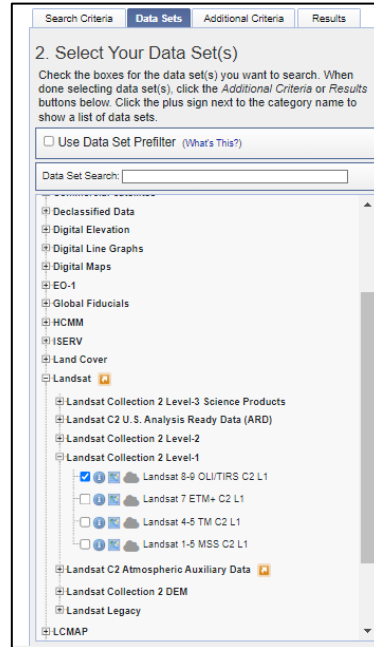 Search Criteria
Data Sets
Additional Criteria
Results
2. Select Your Data Set(s)
Check the boxes for the data set(s) you want to search. When
done selecting data set(s), click the Additional Criteria or Results
buttons below. Click the plus sign next to the category name to
show a list of data sets.
Use Data Set Prefilter (What's This?)
Data Set Search:
Commercial Satellites
Declassified Data
Digital Elevation
Digital Line Graphs
Digital Maps
EO-1
Global Fiducials
HCMM
ISERV
Land Cover
Landsat
Landsat Collection 2 Level-3 Science Products
Landsat C2 U.S. Analysis Ready Data (ARD)
Landsat Collection 2 Level-2
Landsat Collection 2 Level-1
Landsat 8-9 OLI/TIRS C2 L1
Landsat 7 ETM+ C2 L1
Landsat 4-5 TM C2 L1
Landsat 1-5 MSS C2 L1
Landsat C2 Atmospheric Auxiliary Data
Landsat Collection 2 DEM
Landsat Legacy
LCMAP